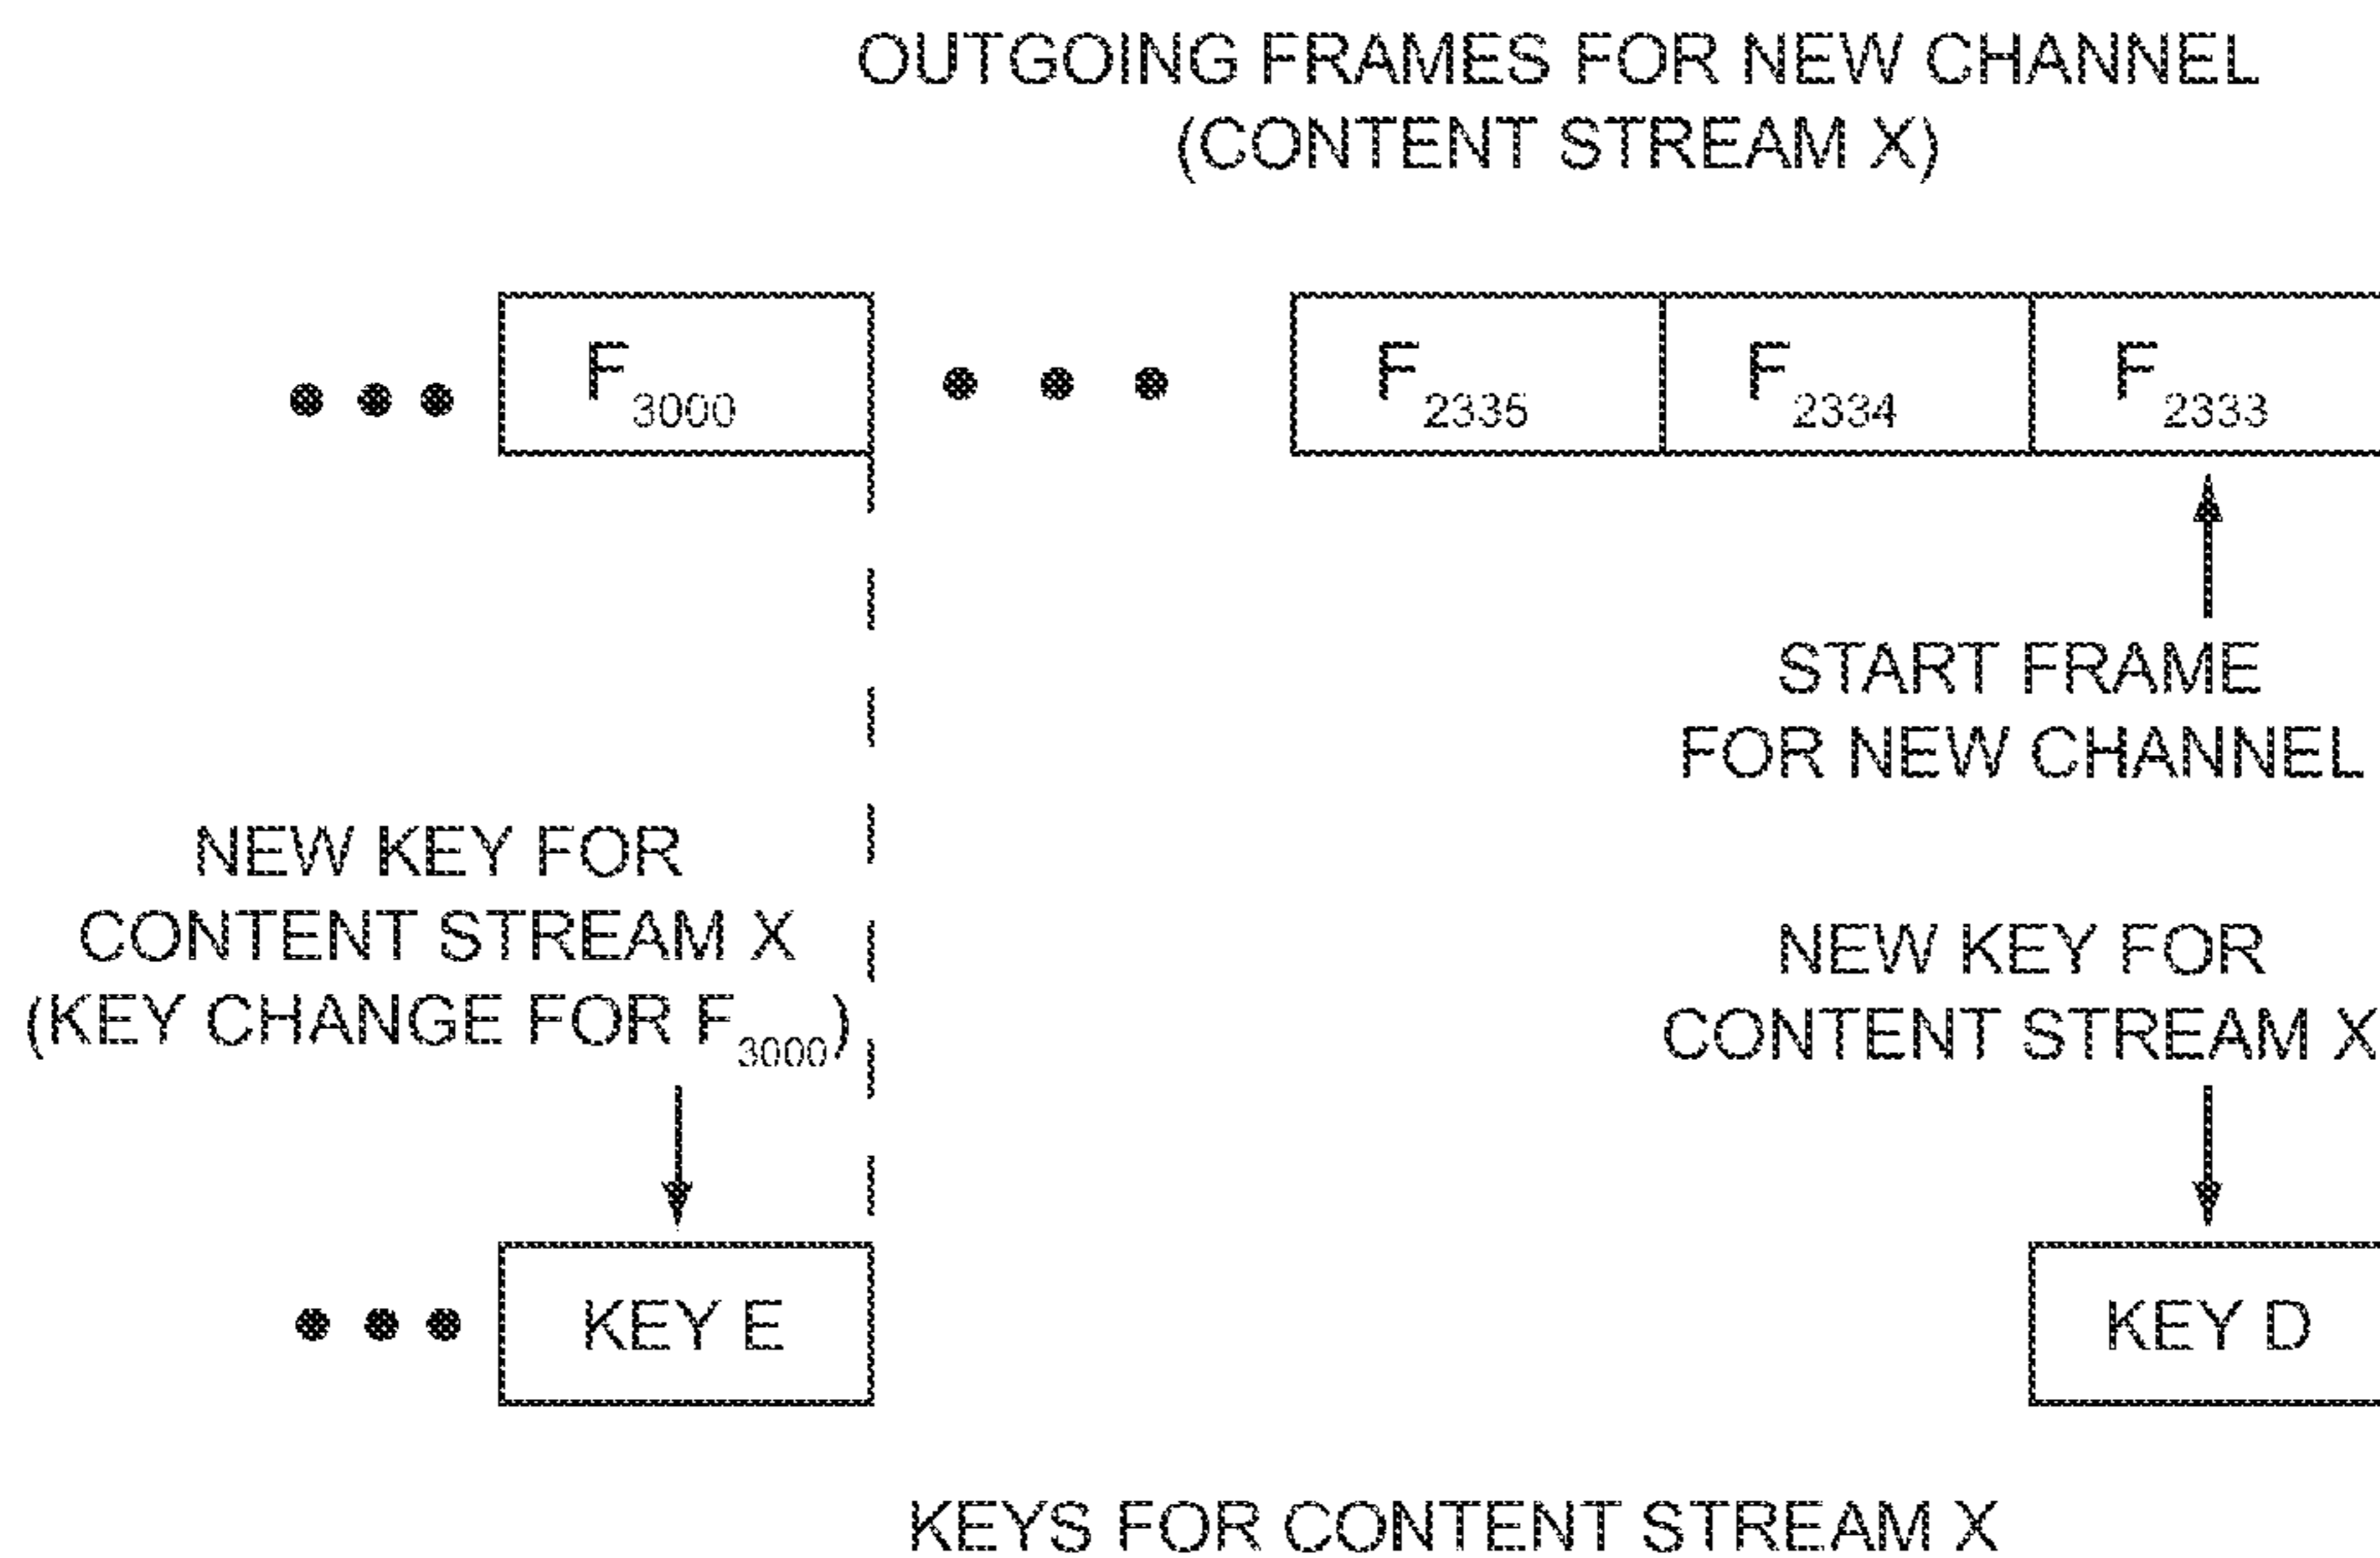 OUTGOING FRAMES FOR NEW CHANNEL
(CONTENT STREAM X)
F3000
F2335
F2334
F2333
START FRAME
FOR NEW CHANNEL
NEW KEY FOR
CONTENT STREAM X
(KEY CHANGE FOR F3000)
NEW KEY FOR
CONTENT STREAM X
KEY E
KEY D
KEYS FOR CONTENT STREAM X